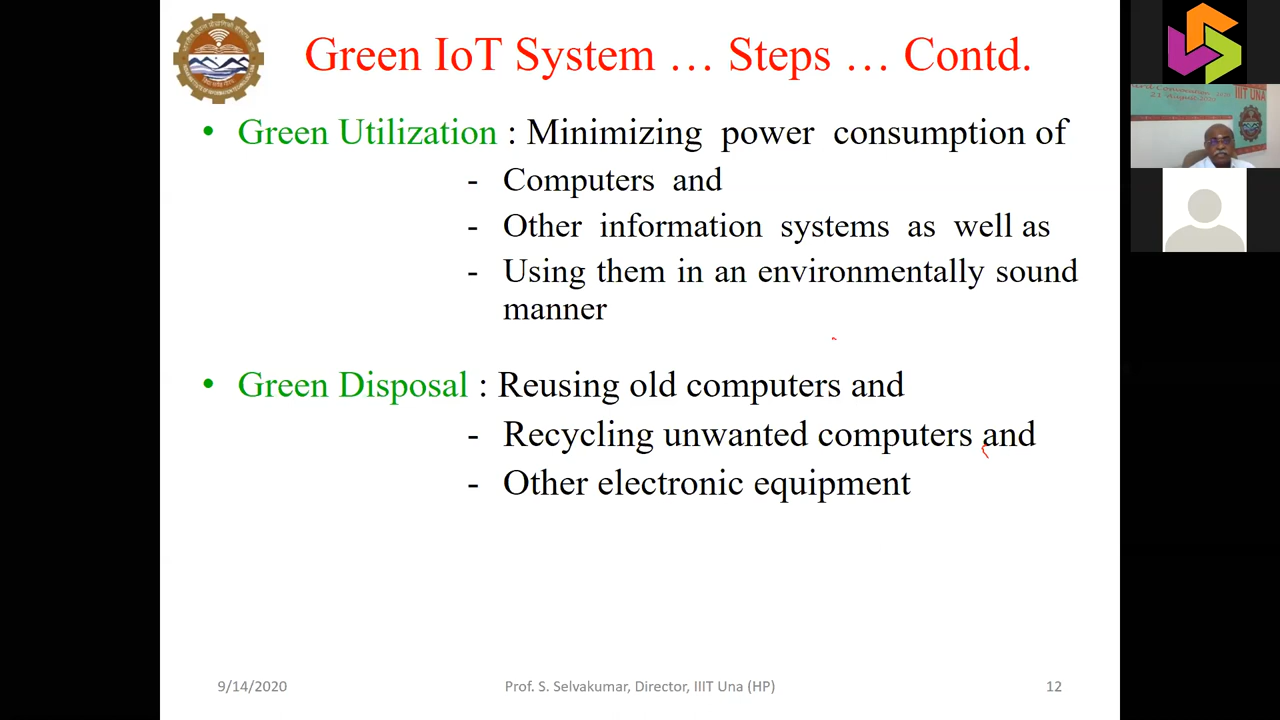 Green IoT System … Steps … Contd.
• Green Utilization : Minimizing power consumption of
- Computers and
- Other information systems as well as
- Using them in an environmentally sound
manner
• Green Disposal : Reusing old computers and
- Recycling unwanted computers and
- Other electronic equipment
9/14/2020
Prof. S. Selvakumar, Director, IIIT Una (HP)
12
IIIT UNA